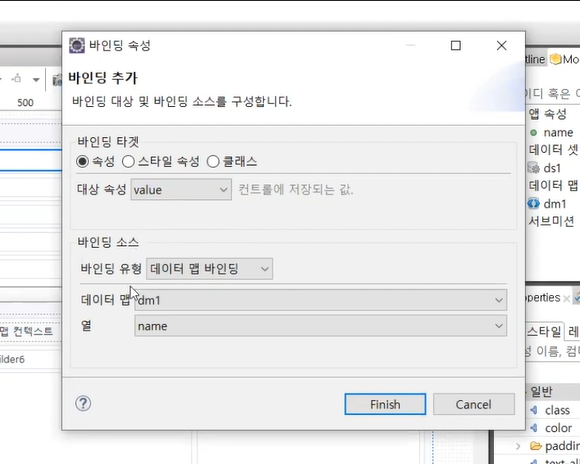 바인딩 속성
바인딩 추가
바인딩 대상 및 바인딩 소스를 구성합니다.
바인딩 타겟
속성 스타일 속성 클래스
대상 속성 value 컨트롤에 저장되는 값.
바인딩 소스
바인딩 유형 데이터 맵 바인딩
데이터 맵 dm1
열 name
Finish Cancel
500
맵 컨텍스트
ilder6
tline Mo
디 혹은
앱 속성
name
데이터 셋
ds1
데이터 맵
dm1
서브미션
operties
스타일 레
성 이름, 컴
일반
class
color
paddin
text-ali